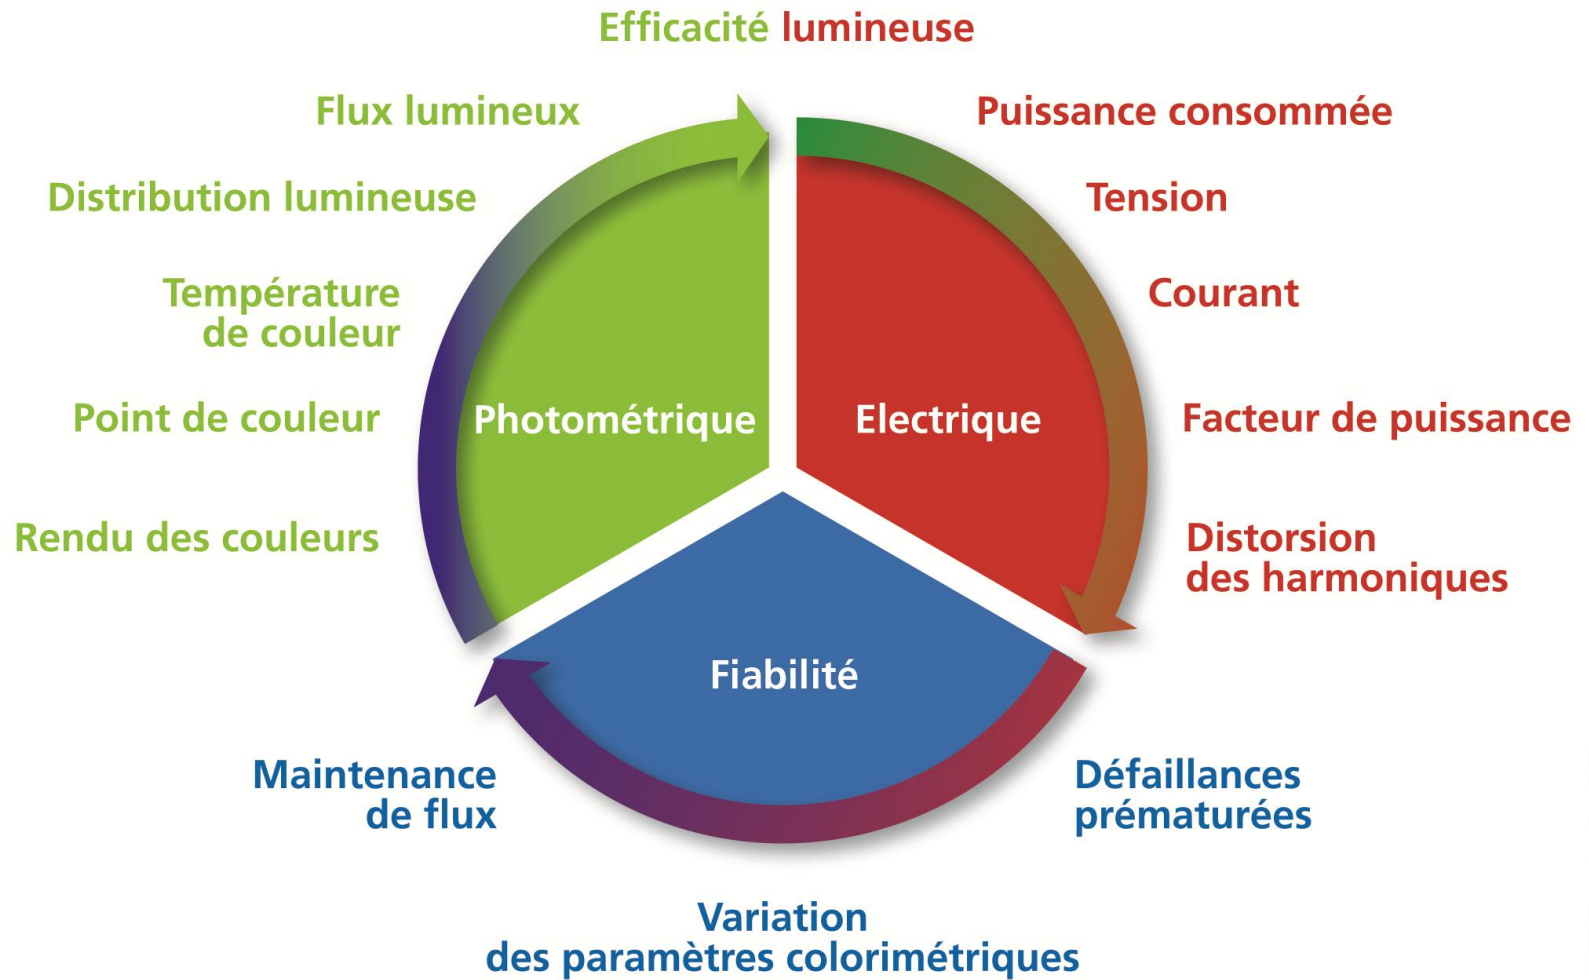 Efficacité lumineuse
Flux lumineux
Distribution lumineuse
Température
de couleur
Point de couleur
Rendu des couleurs
Photométrique
Puissance consommée
Tension
Courant
Facteur de puissance
Distorsion
des harmoniques
Electrique
Fiabilité
Maintenance
de flux
Défaillances
prématurées
Variation
des paramètres colorimétriques